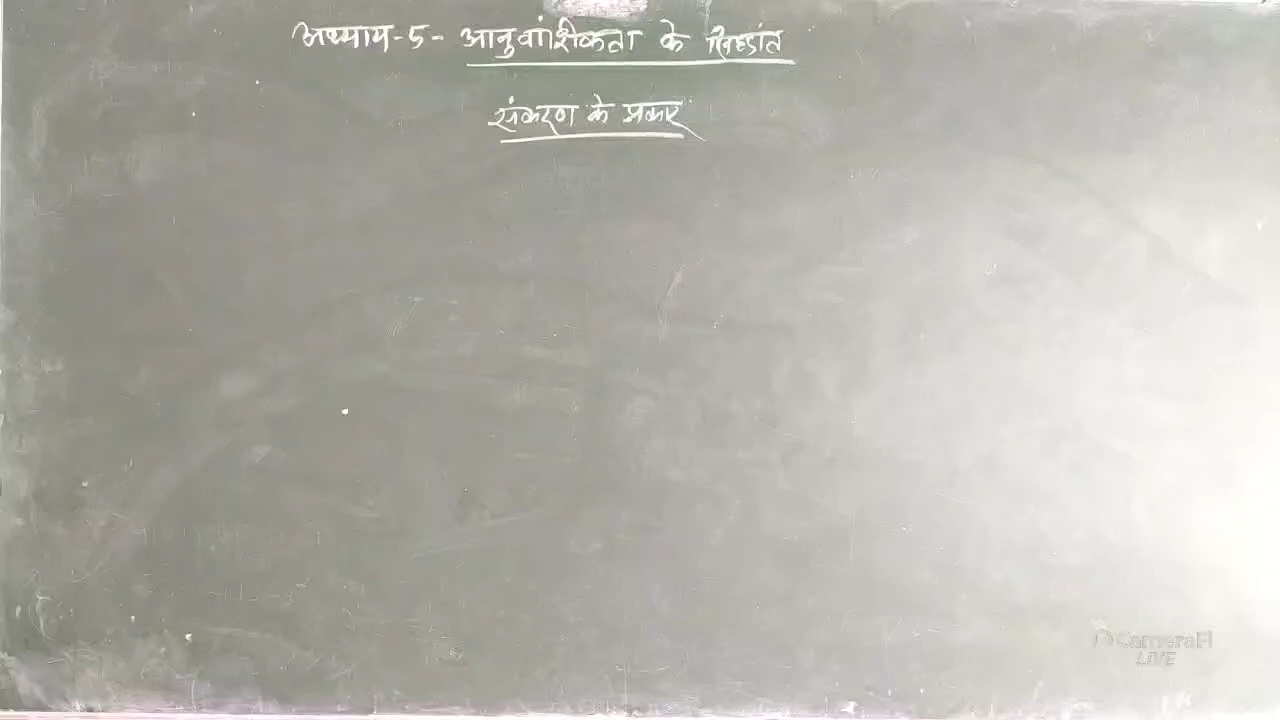 अध्याय-5- आनुवांशिकता के सिद्धांत
संकरण के प्रकार
CameraFI
LIVE